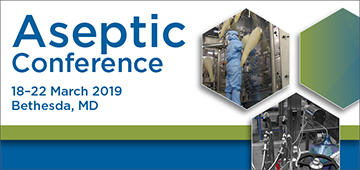 Aseptic
Conference
18–22 March 2019
Bethesda, MD